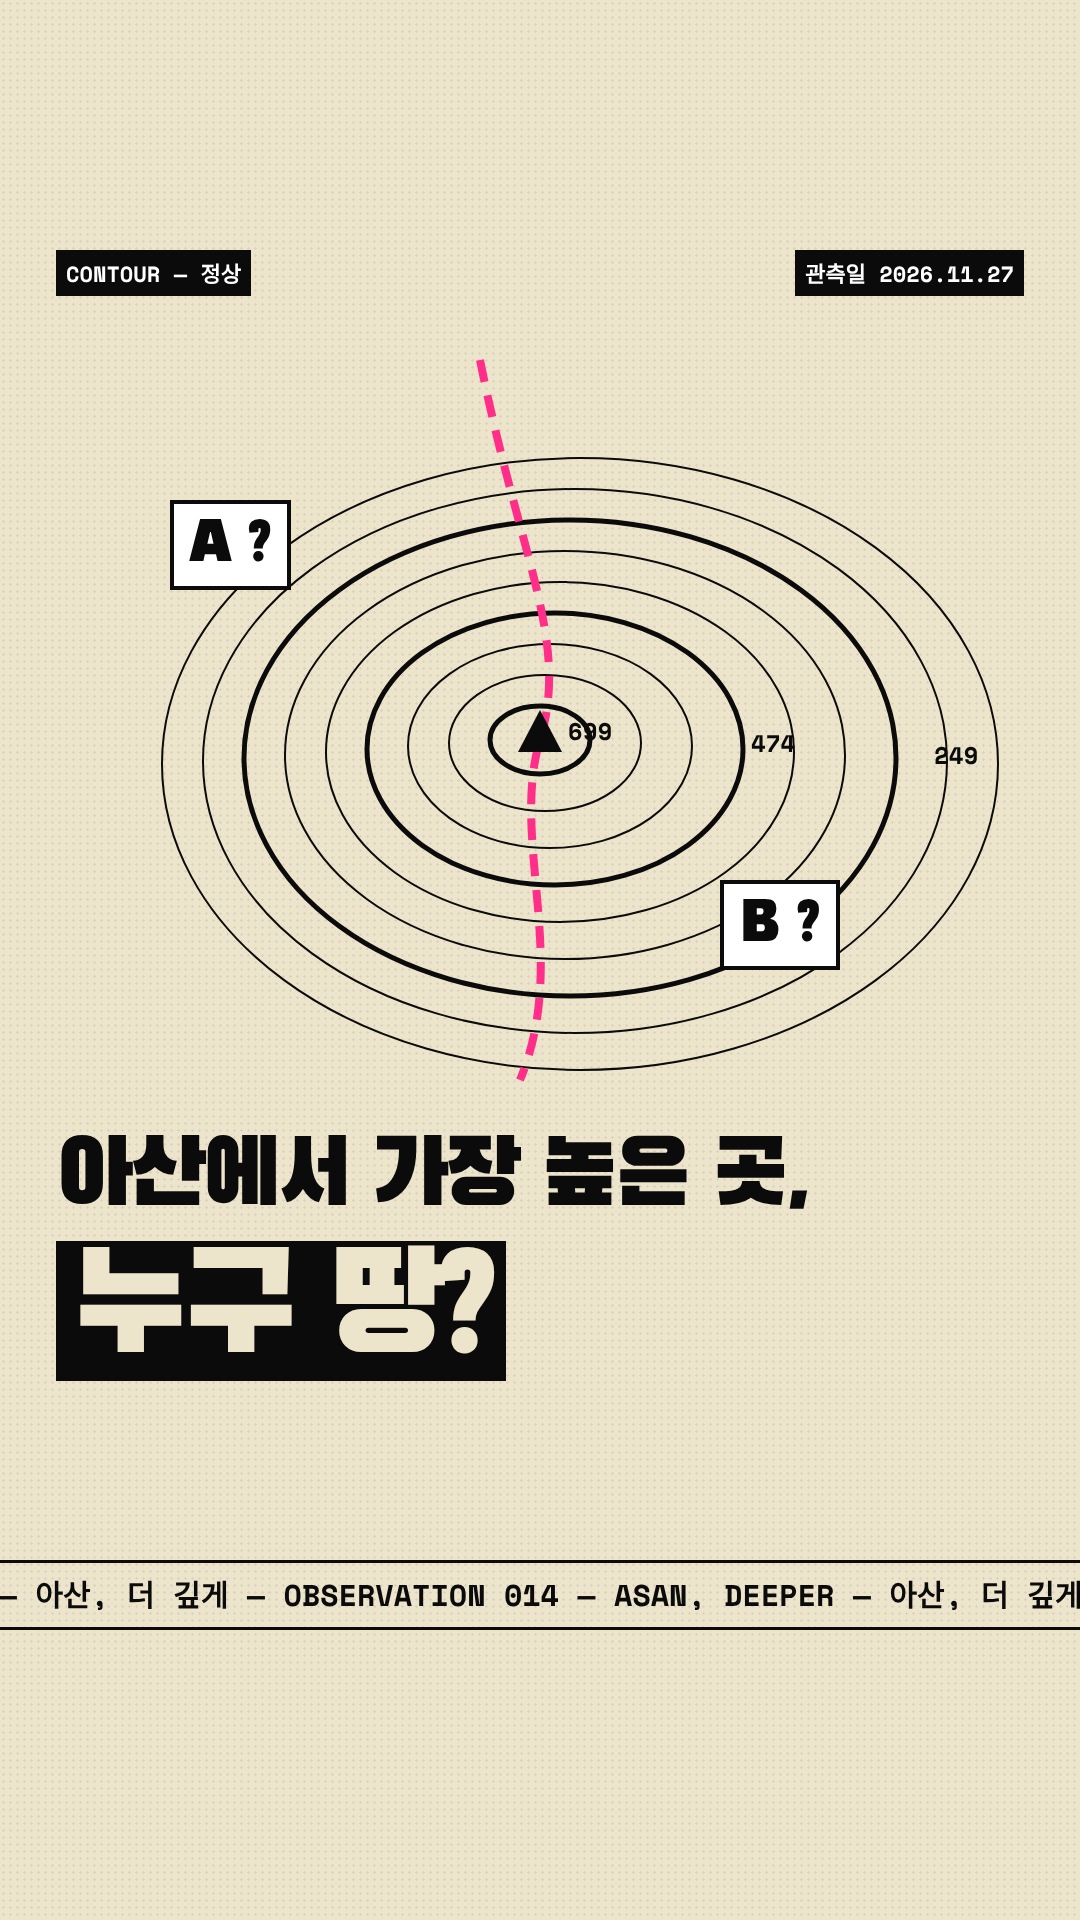 CONTOUR — 정상
관측일 2026.11.27
A ?
699
474
249
B ?
아산에서 가장 높은 곳,
누구 땅?
— 아산, 더 깊게 — OBSERVATION 014 — ASAN, DEEPER — 아산, 더 깊게